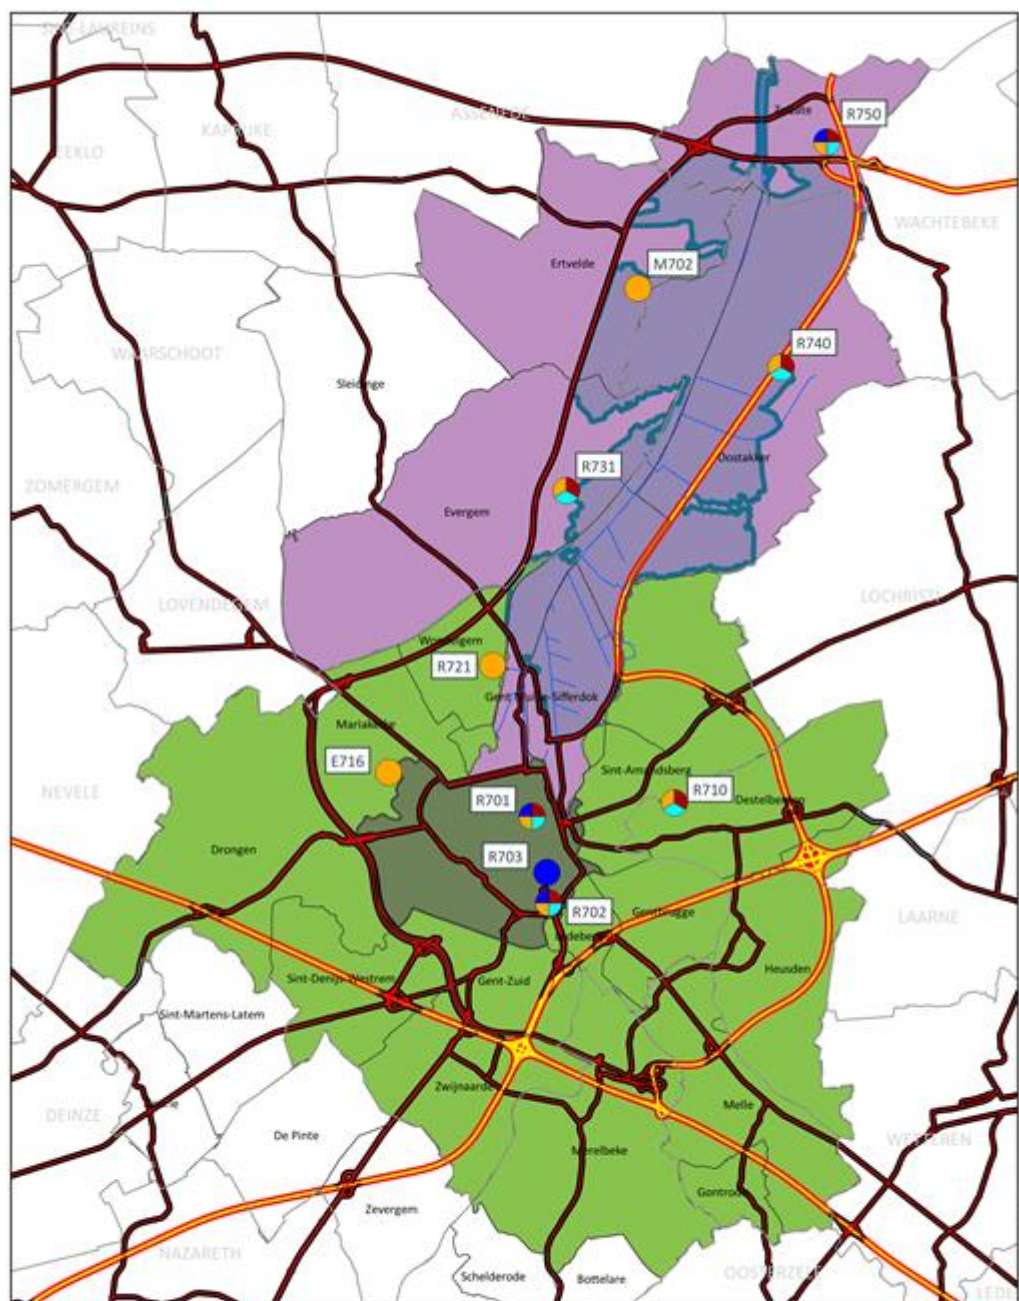 SINT-LAUREINS
ASSENEDE
KAPRIJKE
EEKLO
Zelzate
R750
WACHTEBEKE
Ertvelde
M702
WAARSCHOOT
R740
Sleidinge
Oostakker
R731
ZOMERGEM
Evergem
LOVENDEGEM
LOCHRISTI
Wondelgem
R721
Mariakerke
E716
Sint-Amandsberg
NEVELE
R701
R710
Destelbergen
Drongen
R703
R702
Gentbrugge
LAARNE
Ledeberg
Heusden
Sint-Denijs-Westrem
Gent-Zuid
Sint-Martens-Latem
Zwijnaarde
DEINZE
Melle
De Pinte
WETTEREN
Merelbeke
Gontrode
Zevergem
NAZARETH
Schelderode
Bottelare
OOSTERZELE
LEDE